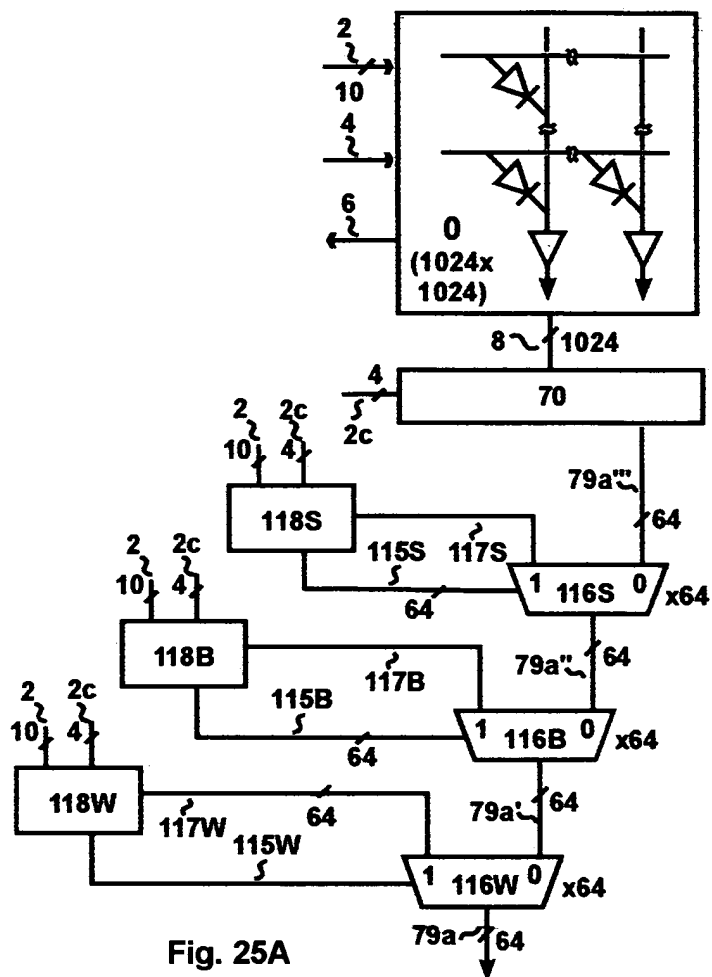 2
10
4
6
0
(1024x
1024)
8 1024
4
2c
70
2 2c
10 4
118S
79a'''
64
115S 117S
64
1 116S 0 x64
2 2c
10 4
118B
117B
79a'' 64
115B
64
1 116B 0 x64
2 2c
10 4
118W
117W 64
79a' 64
115W
1 116W 0 x64
79a 64
Fig. 25A